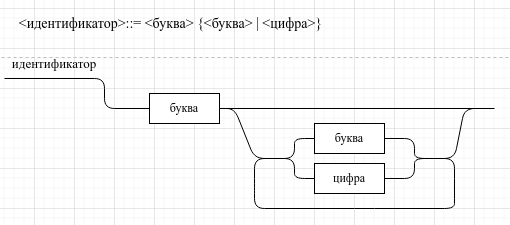 <идентификатор>::= <буква> {<буква> | <цифра>}
идентификатор
буква
буква
цифра